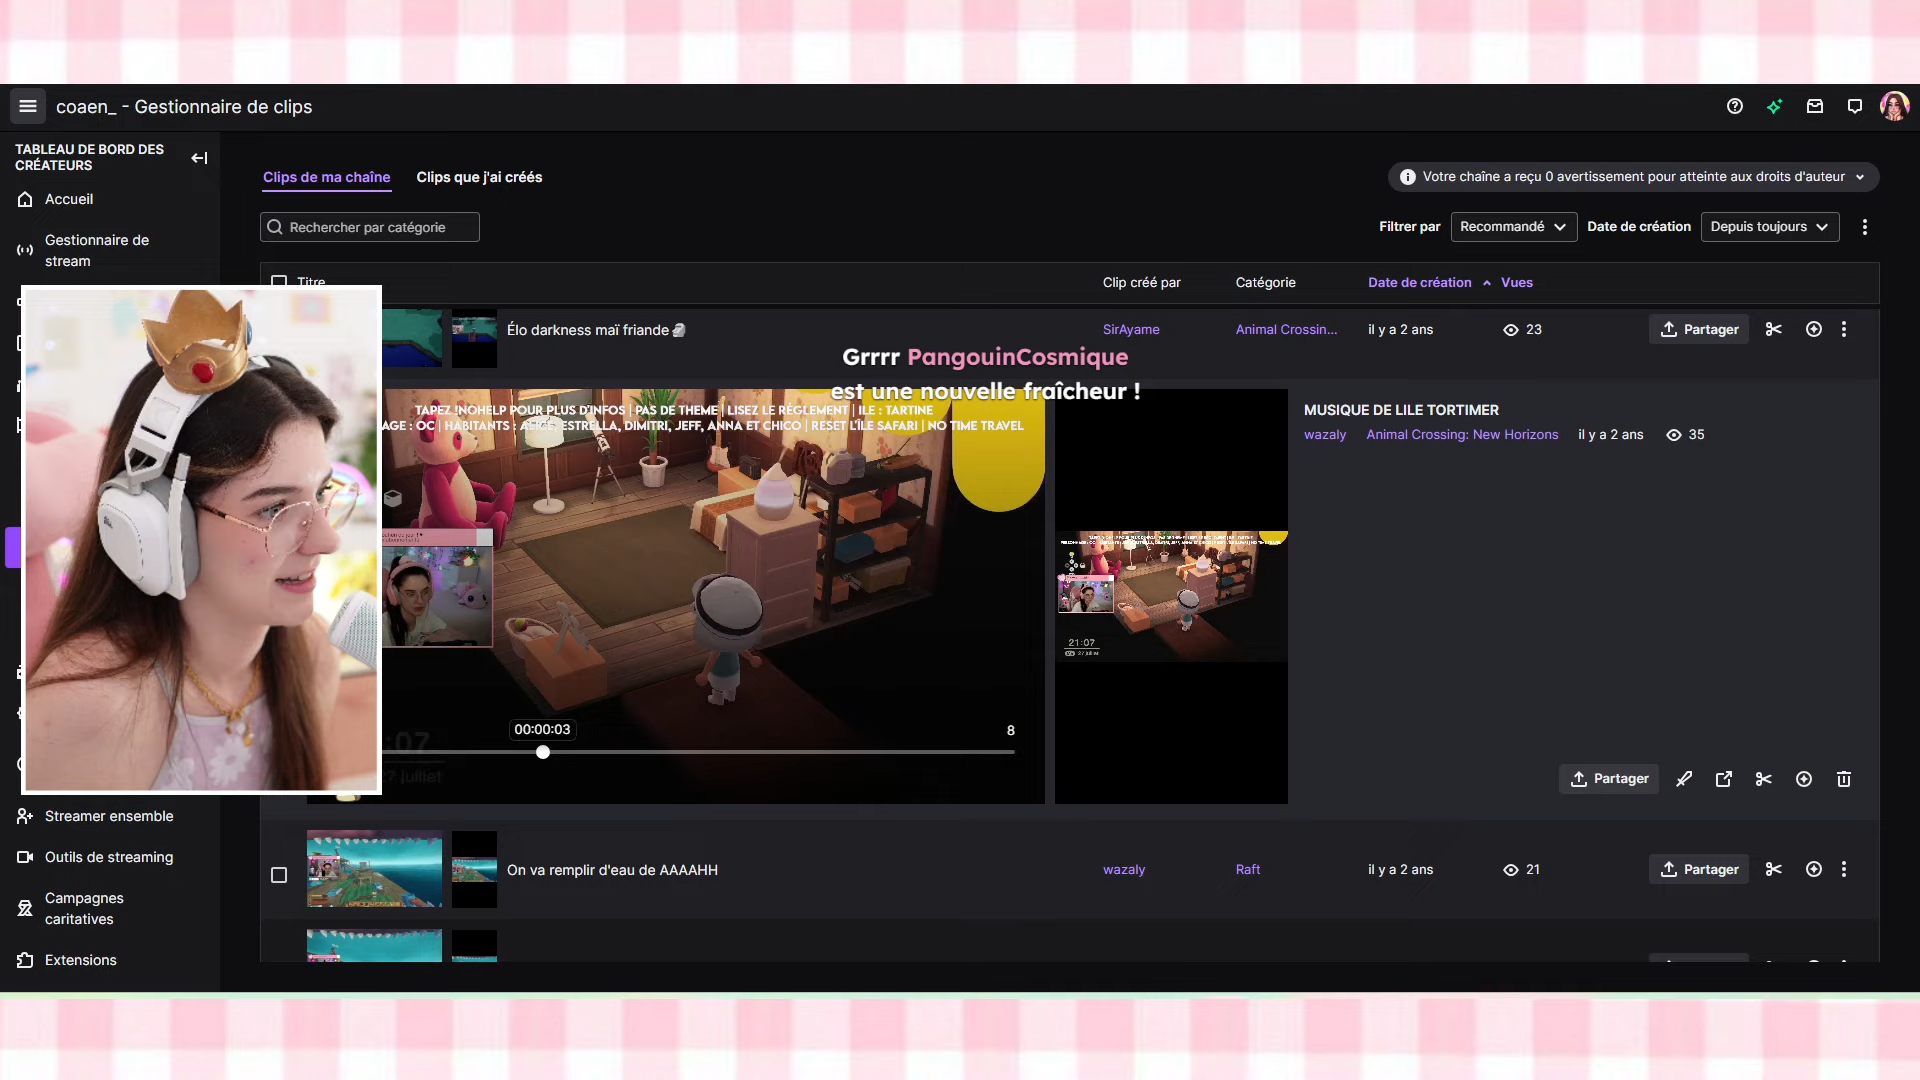 coaen_ - Gestionnaire de clips
TABLEAU DE BORD DES
CRÉATEURS
Accueil
Gestionnaire de
stream
Streamer ensemble
Outils de streaming
Campagnes
caritatives
Extensions
Clips de ma chaîne
Clips que j'ai créés
Votre chaîne a reçu 0 avertissement pour atteinte aux droits d'auteur
Rechercher par catégorie
Filtrer par
Recommandé
Date de création
Depuis toujours
Titre
Clip créé par
Catégorie
Date de création
Vues
Élo darkness maï friande
SirAyame
Animal Crossin...
il y a 2 ans
23
Partager
Grrrr PangouinCosmique
est une nouvelle fraîcheur !
TAPEZ !NOHELP POUR PLUS D'INFOS | PAS DE THEME | LISEZ LE RÈGLEMENT | ILE : TARTINE
AGE : OC | HABITANTS : ALICE, ESTRELLA, DIMITRI, JEFF, ANNA ET CHICO | RESET L'ÎLE SAFARI | NO TIME TRAVEL
00:00:03
8
:07
7 juillet
21:07
27 juillet
MUSIQUE DE LILE TORTIMER
wazaly
Animal Crossing: New Horizons
il y a 2 ans
35
Partager
On va remplir d'eau de AAAAHH
wazaly
Raft
il y a 2 ans
21
Partager